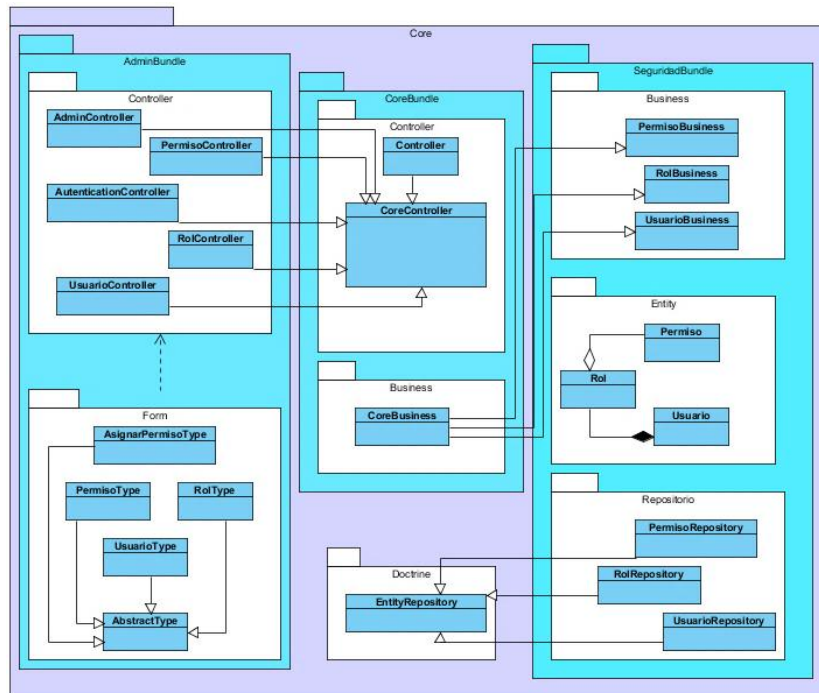 Core
AdminBundle
Controller
AdminController
PermisoController
AutenticationController
RolController
UsuarioController
Form
AsignarPermisoType
PermisoType
RolType
UsuarioType
AbstractType
CoreBundle
Controller
Controller
CoreController
Business
CoreBusiness
Doctrine
EntityRepository
SeguridadBundle
Business
PermisoBusiness
RolBusiness
UsuarioBusiness
Entity
Permiso
Rol
Usuario
Repositorio
PermisoRepository
RolRepository
UsuarioRepository